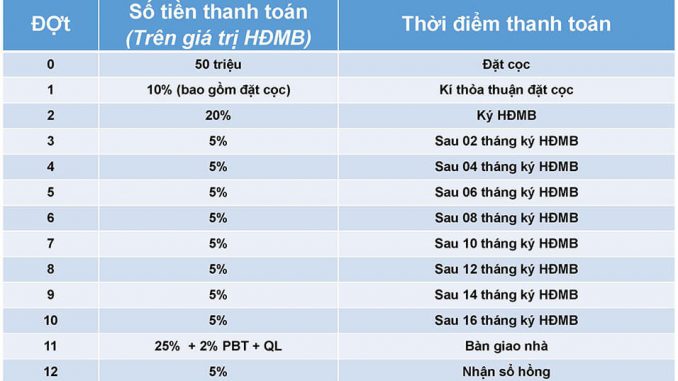 ĐỢt Số tiền thanh toán Thời điểm thanh toán
(Trên giá trị HĐMB)
0 50 triệu Đặt cọc
1 10% (bao gồm đặt cọc) Kí thỏa thuận đặt cọc
2 20% Ký HĐMB
3 5% Sau 02 tháng ký HĐMB
4 5% Sau 04 tháng ký HĐMB
5 5% Sau 06 tháng ký HĐMB
6 5% Sau 08 tháng ký HĐMB
7 5% Sau 10 tháng ký HĐMB
8 5% Sau 12 tháng ký HĐMB
9 5% Sau 14 tháng ký HĐMB
10 5% Sau 16 tháng ký HĐMB
11 25% + 2% PBT + QL Bàn giao nhà
12 5% Nhận sổ hồng